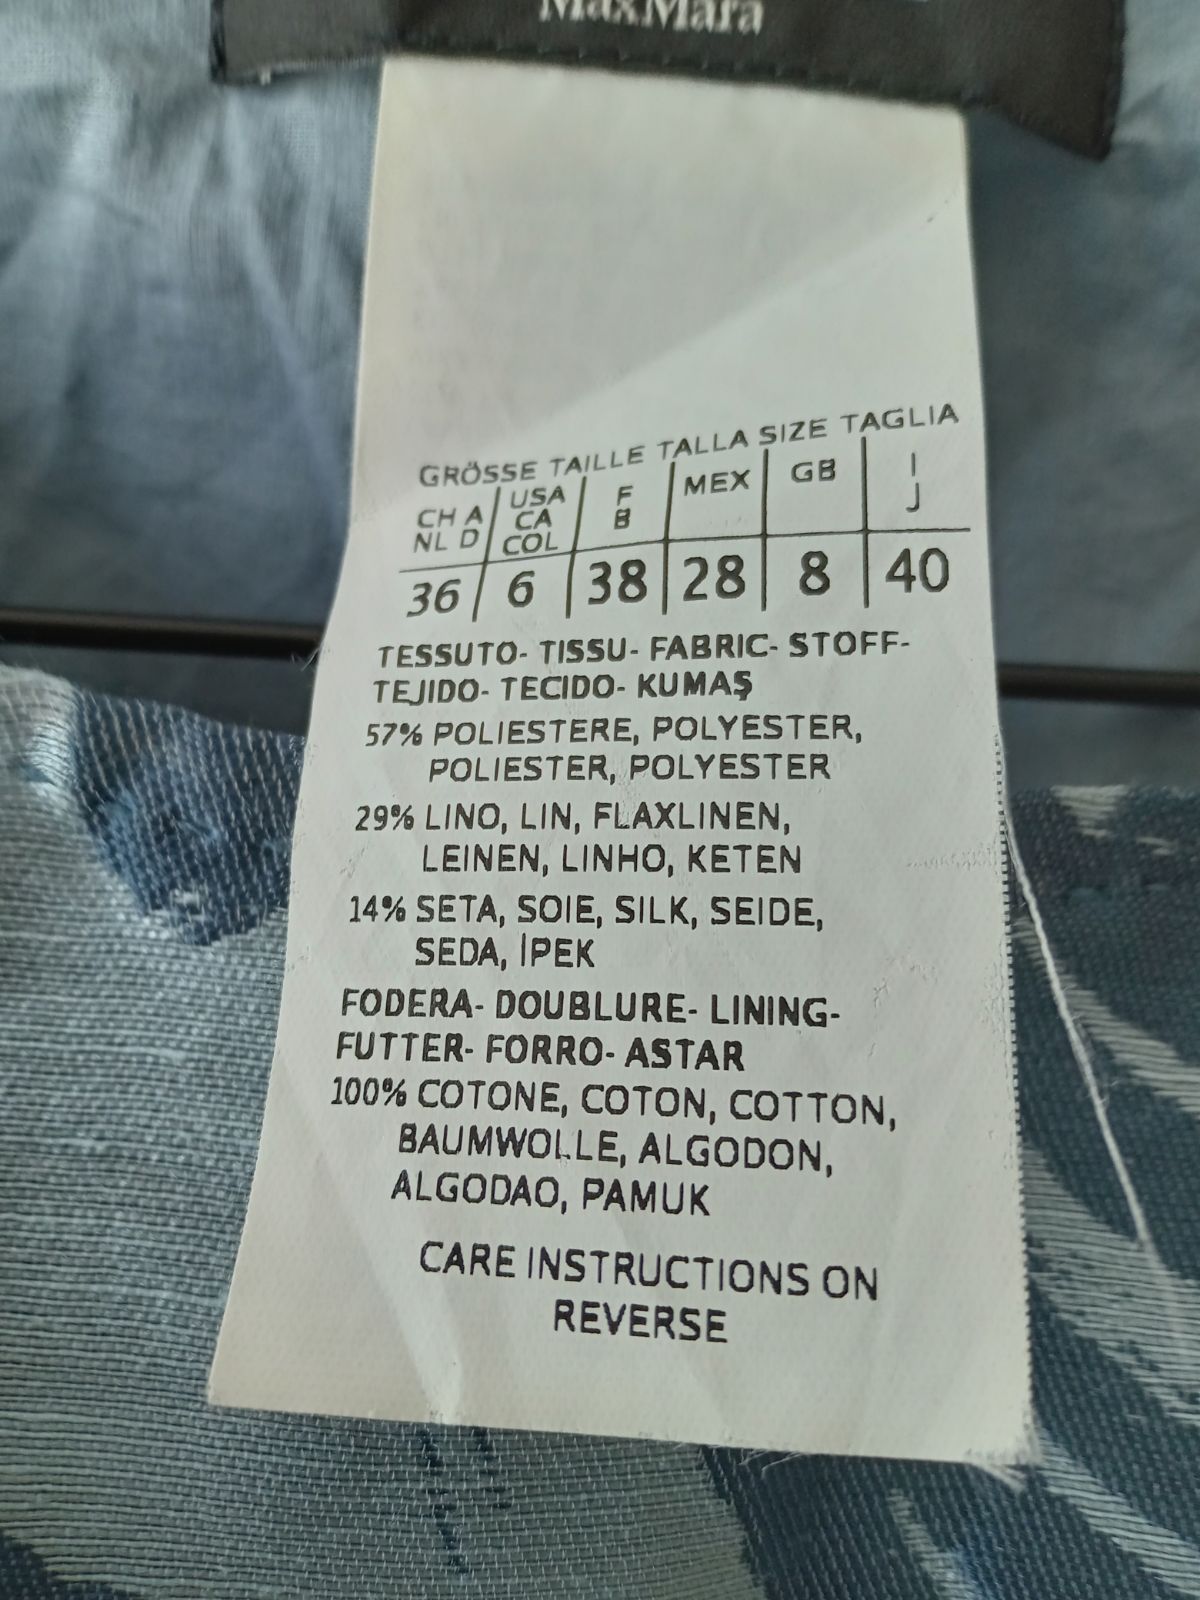 MaxMara
GRÖSSE TAILLE TALLA SIZE TAGLIA
CH A NL D | USA CA COL | F B | MEX | GB | I J
36 | 6 | 38 | 28 | 8 | 40
TESSUTO- TISSU- FABRIC- STOFF-
TEJIDO- TECIDO- KUMAŞ
57% POLIESTERE, POLYESTER,
POLIESTER, POLYESTER
29% LINO, LIN, FLAXLINEN,
LEINEN, LINHO, KETEN
14% SETA, SOIE, SILK, SEIDE,
SEDA, İPEK
FODERA- DOUBLURE- LINING-
FUTTER- FORRO- ASTAR
100% COTONE, COTON, COTTON,
BAUMWOLLE, ALGODON,
ALGODAO, PAMUK
CARE INSTRUCTIONS ON
REVERSE